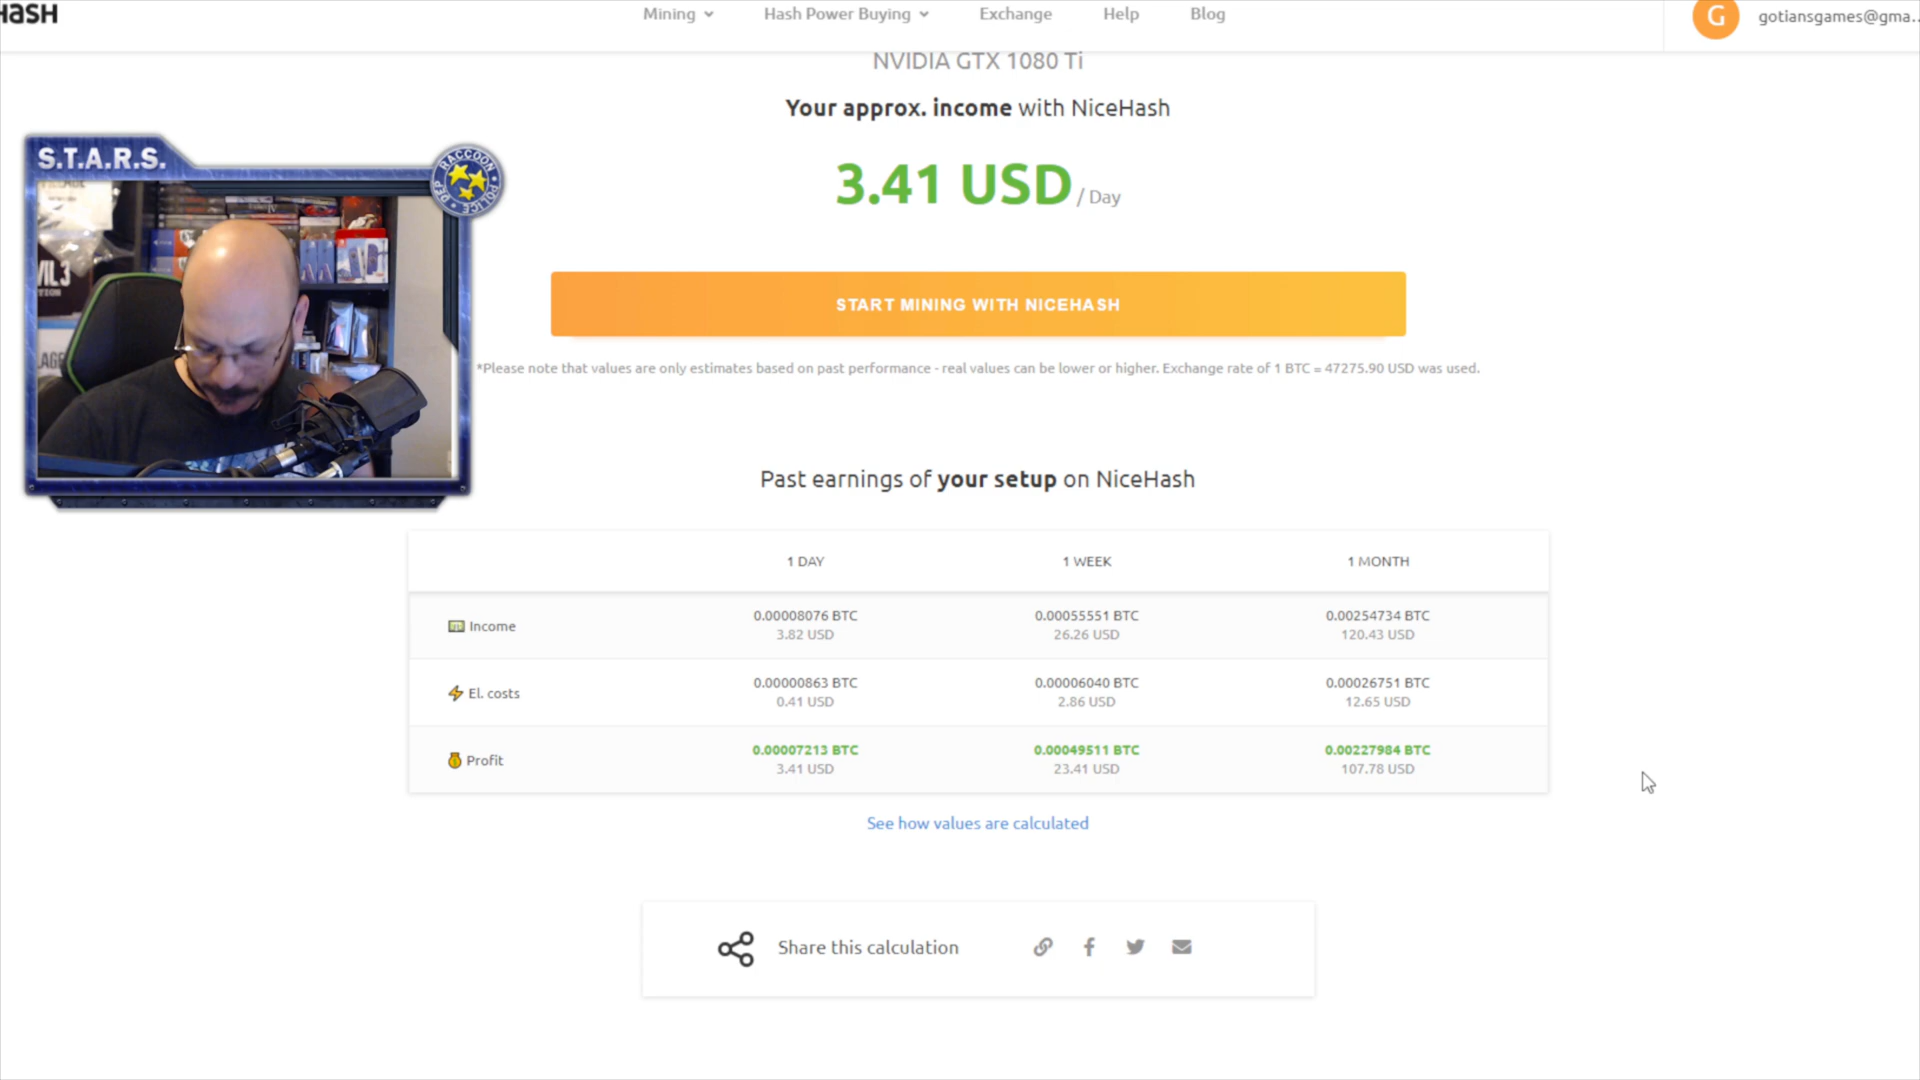 HASH
Mining
Hash Power Buying
Exchange
Help
Blog
G
gotiansgames@gma...
NVIDIA GTX 1080 Ti
Your approx. income with NiceHash
3.41 USD / Day
START MINING WITH NICEHASH
*Please note that values are only estimates based on past performance - real values can be lower or higher. Exchange rate of 1 BTC = 47275.90 USD was used.
S.T.A.R.S.
RACCOON
POLICE
Past earnings of your setup on NiceHash
1 DAY 1 WEEK 1 MONTH
0.00008076 BTC 0.00055551 BTC 0.00254734 BTC
Income
3.82 USD 26.26 USD 120.43 USD
0.00000863 BTC 0.00006040 BTC 0.00026751 BTC
El. costs
0.41 USD 2.86 USD 12.65 USD
0.00007213 BTC 0.00049511 BTC 0.00227984 BTC
Profit
3.41 USD 23.41 USD 107.78 USD
See how values are calculated
Share this calculation